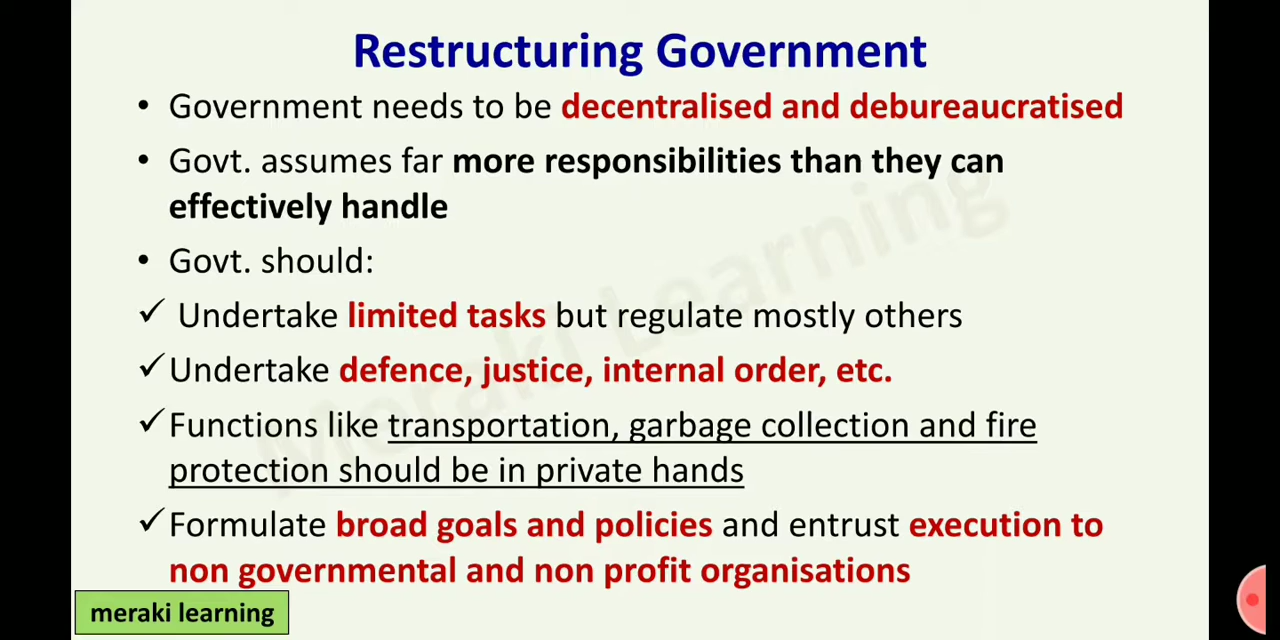 Restructuring Government
• Government needs to be decentralised and debureaucratised
• Govt. assumes far more responsibilities than they can
effectively handle
• Govt. should:
✓ Undertake limited tasks but regulate mostly others
✓ Undertake defence, justice, internal order, etc.
✓ Functions like transportation, garbage collection and fire
protection should be in private hands
✓ Formulate broad goals and policies and entrust execution to
non governmental and non profit organisations
Meraki Learning
meraki learning